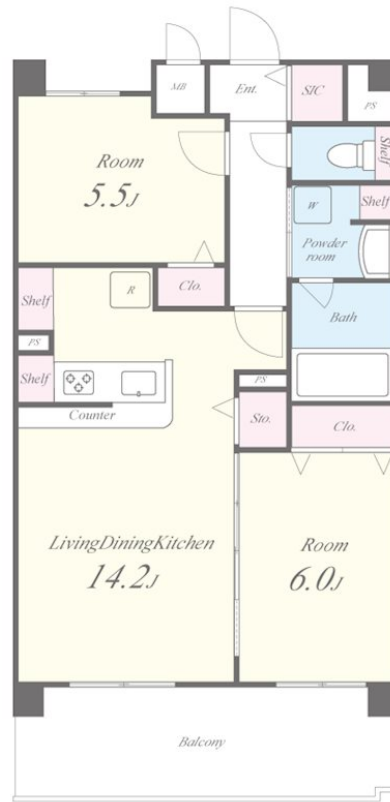 MB
Ent.
SIC
PS
Shelf
Room
5.5J
W
Shelf
Powder
room
Shelf
R
Clo.
Bath
PS
Shelf
PS
Counter
Sto.
Clo.
LivingDiningKitchen
14.2J
Room
6.0J
Balcony